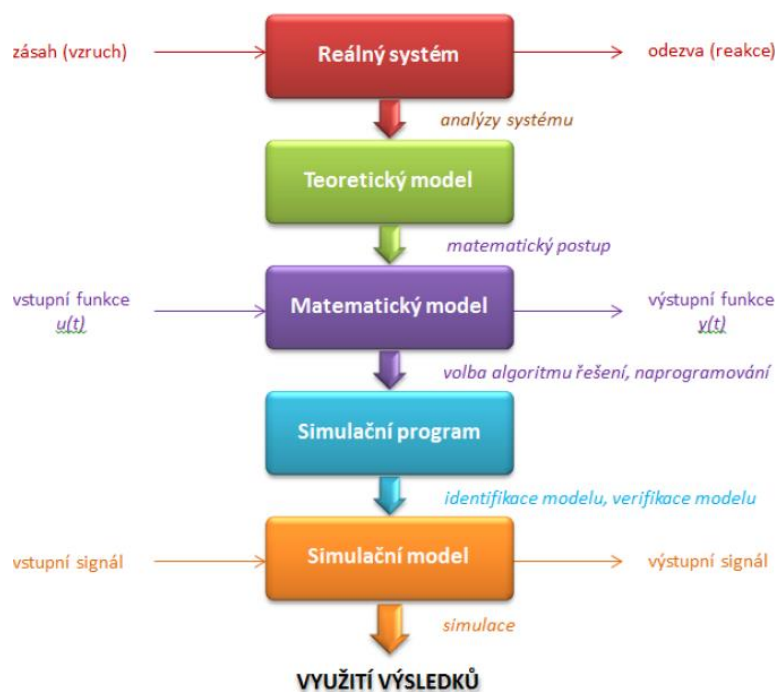 zásah (vzruch)
Reálný systém
odezva (reakce)
analýzy systému
Teoretický model
matematický postup
vstupní funkce
u(t)
Matematický model
výstupní funkce
y(t)
volba algoritmu řešení, naprogramování
Simulační program
identifikace modelu, verifikace modelu
vstupní signál
Simulační model
výstupní signál
simulace
VYUŽITÍ VÝSLEDKŮ